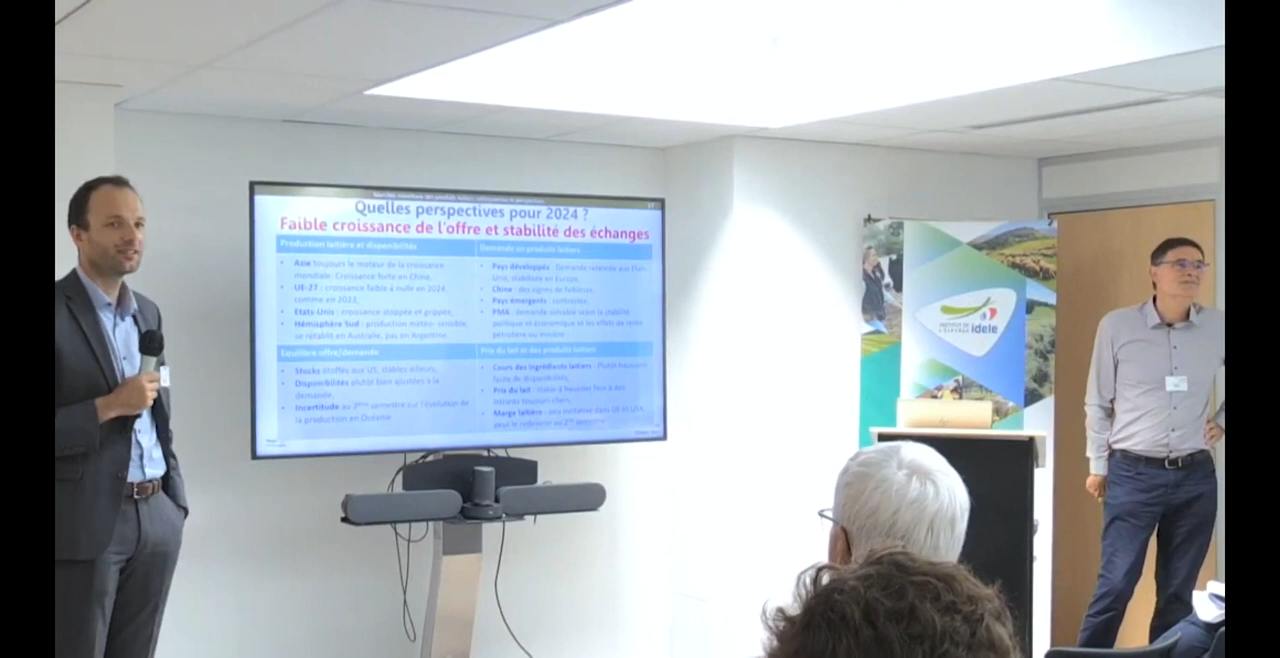 Quelles perspectives pour 2024 ?
Faible croissance de l'offre et stabilité des échanges
Production laitière et disponibilités
• Asie toujours le moteur de la croissance
mondiale. Croissance forte en Chine,
• UE-27 : croissance faible à nulle en 2024,
comme en 2023,
• Etats-Unis : croissance stoppée et grippée,
• Hémisphère Sud : production météo- sensible,
se rétablit en Australie, pas en Argentine.
Demande en produits laitiers
• Pays développés : Demande ralentie aux Etats-
Unis, stabilisée en Europe,
• Chine : des signes de faiblesse,
• Pays émergents : contrastée,
• PMA : demande solvable selon la stabilité
politique et économique et les effets de rente
pétrolière ou minière
Equilibre offre/demande
• Stocks étoffés aux US, stables ailleurs,
• Disponibilités plutôt bien ajustées à la
demande,
• Incertitude au 2ème semestre sur l'évolution de
la production en Océanie
Prix du lait et des produits laitiers
• Cours des ingrédients laitiers : Plutôt haussiers
faute de disponibilités,
• Prix du lait : stable à haussier face à des
intrants toujours chers,
• Marge laitière : peu incitative dans UE et USA,
peut le redevenir au 2e semestre
17
INSTITUT DE
L'ELEVAGE idele